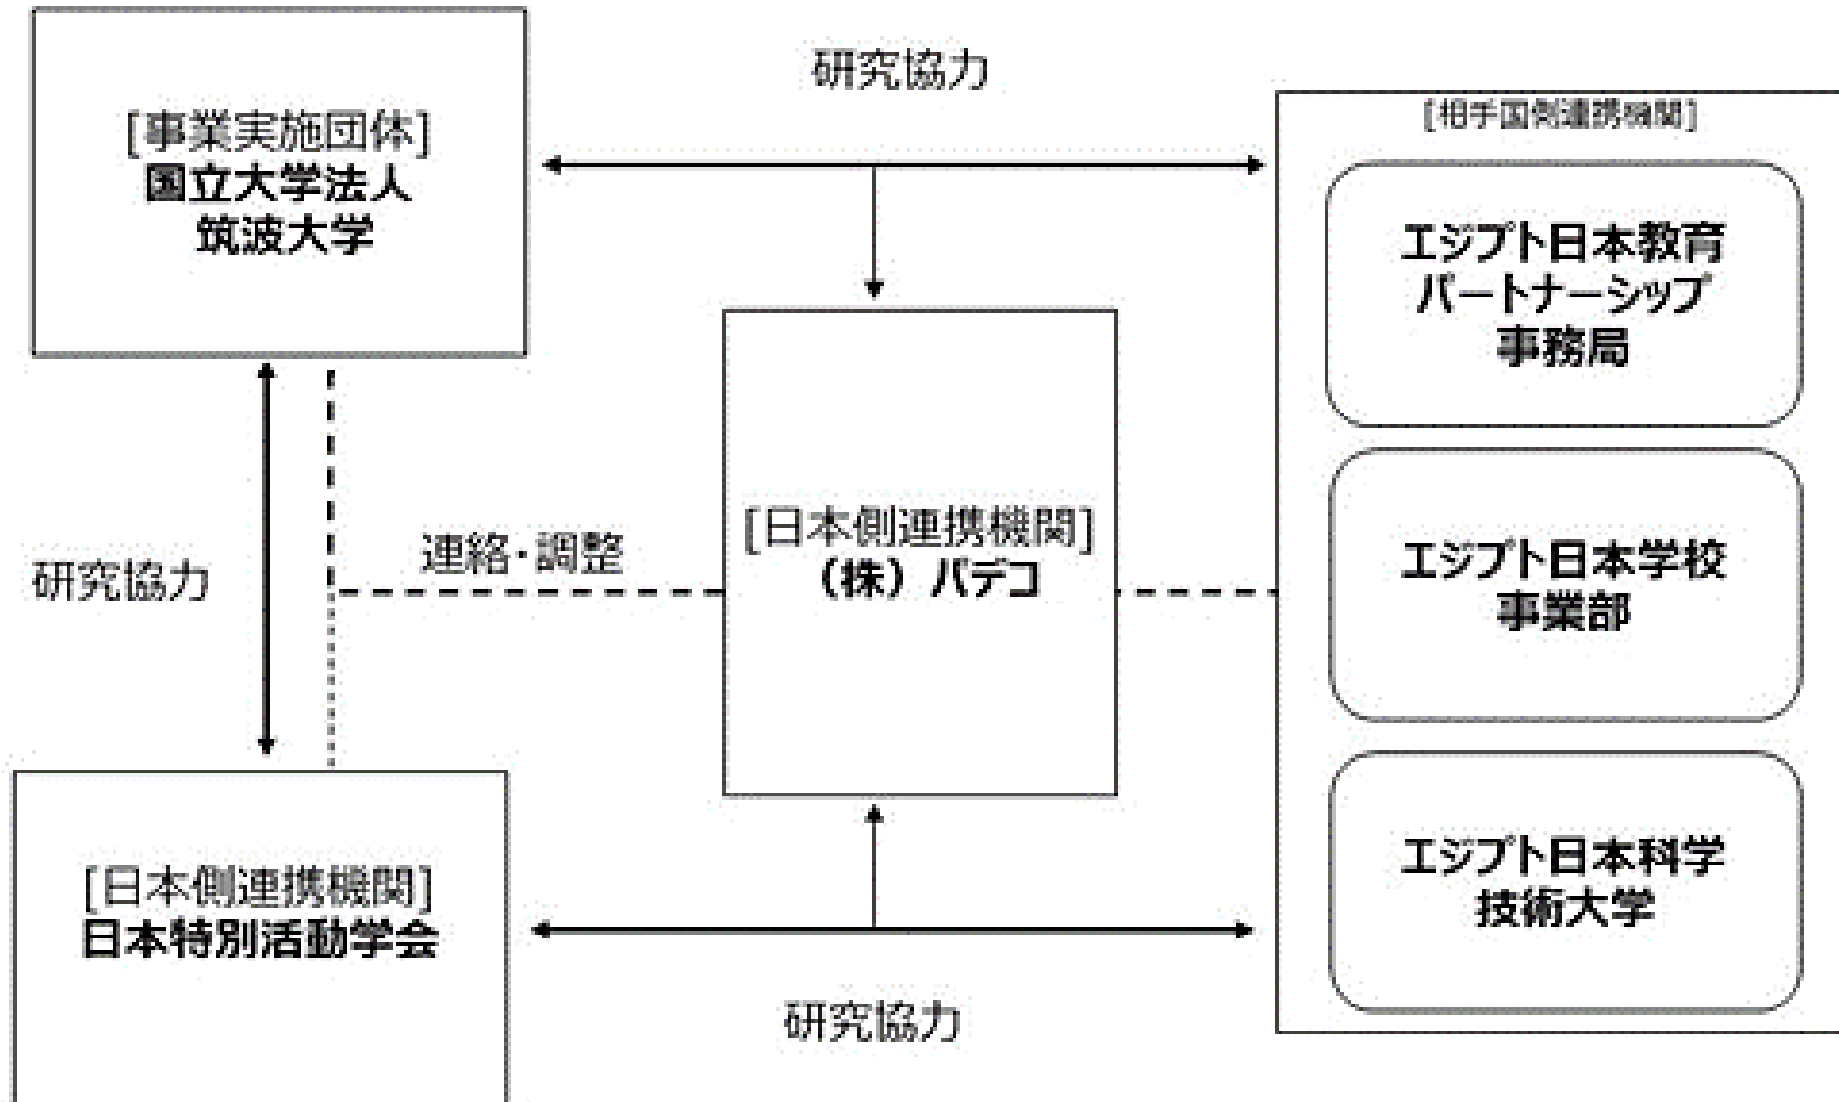 [事業実施団体]
国立大学法人
筑波大学
研究協力
[相手国側連携機関]
エジプト日本教育
パートナーシップ
事務局
エジプト日本学校
事業部
エジプト日本科学
技術大学
[日本側連携機関]
（株）パデコ
連絡・調整
研究協力
[日本側連携機関]
日本特別活動学会
研究協力